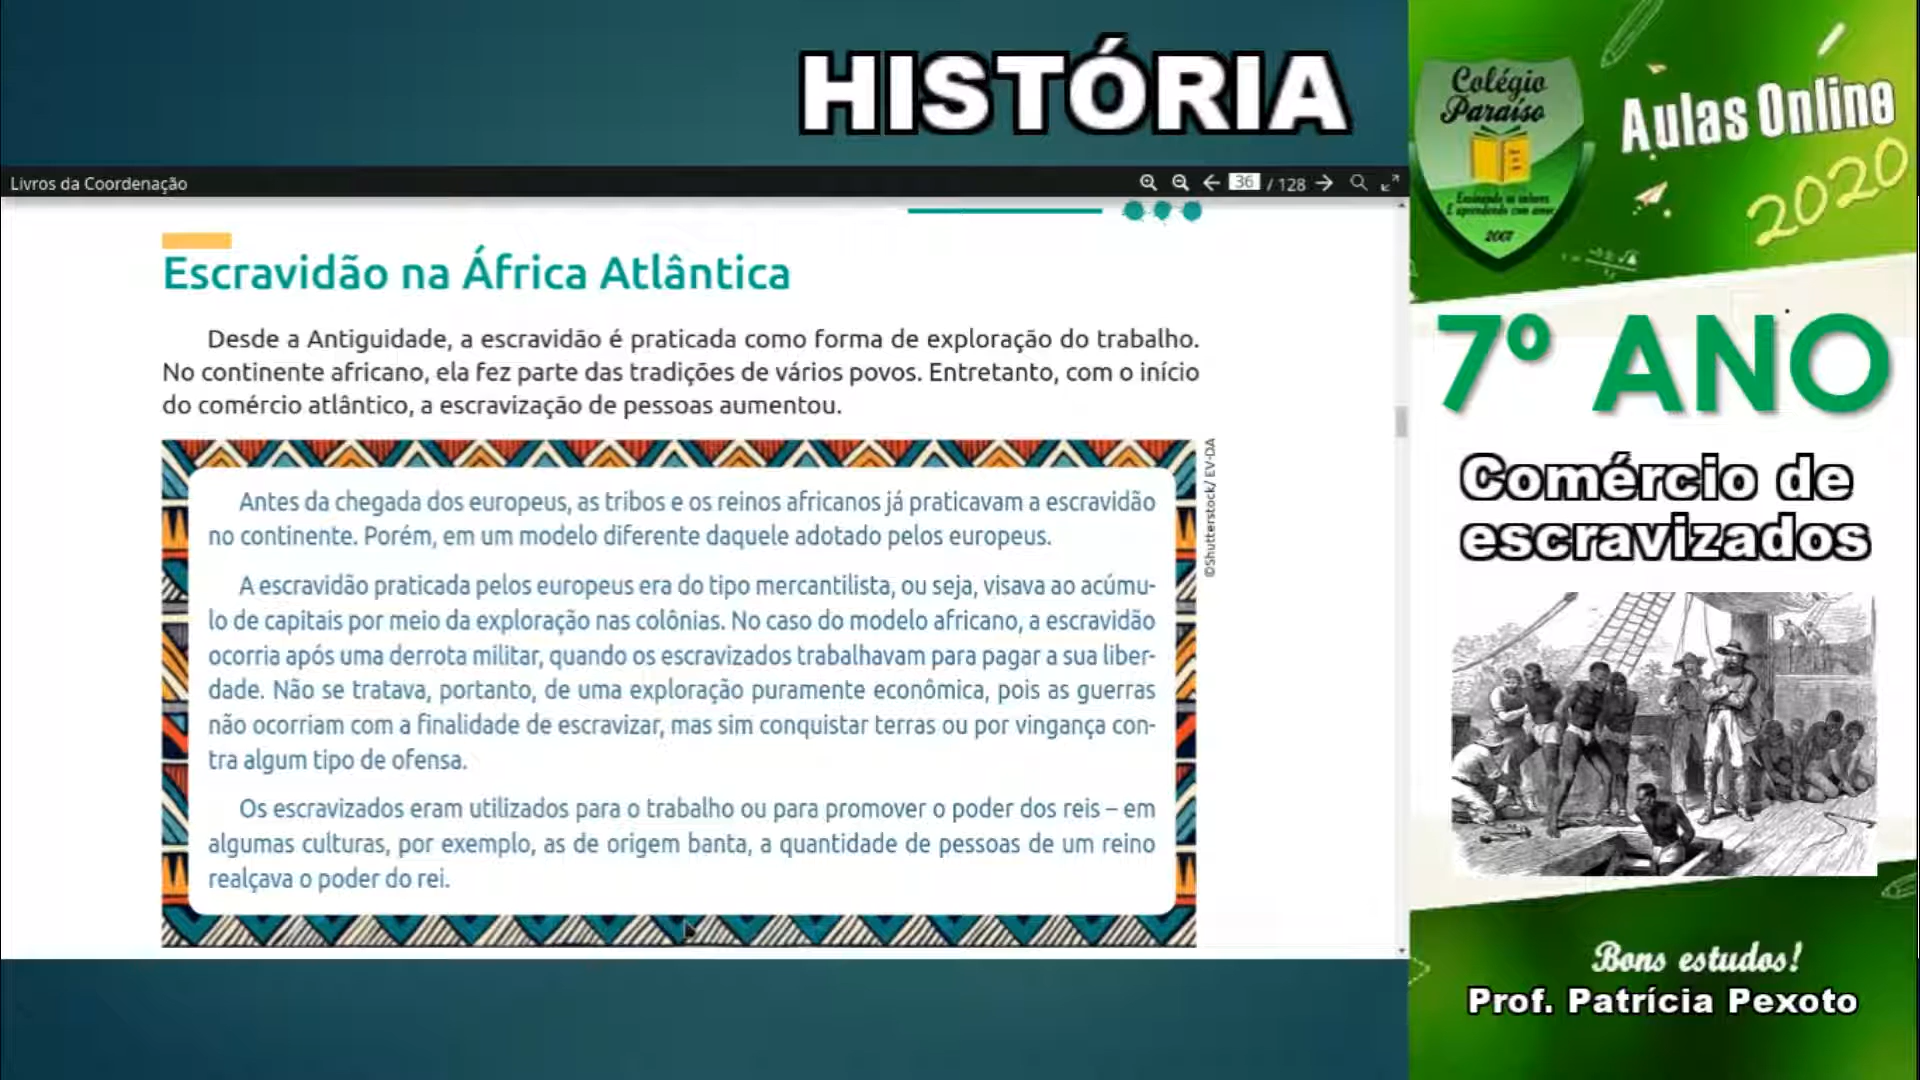 HISTÓRIA
Livros da Coordenação
36 / 128
Escravidão na África Atlântica
Desde a Antiguidade, a escravidão é praticada como forma de exploração do trabalho.
No continente africano, ela fez parte das tradições de vários povos. Entretanto, com o início
do comércio atlântico, a escravização de pessoas aumentou.
©Shutterstock/ EV-DA
Antes da chegada dos europeus, as tribos e os reinos africanos já praticavam a escravidão
no continente. Porém, em um modelo diferente daquele adotado pelos europeus.
A escravidão praticada pelos europeus era do tipo mercantilista, ou seja, visava ao acúmu-
lo de capitais por meio da exploração nas colônias. No caso do modelo africano, a escravidão
ocorria após uma derrota militar, quando os escravizados trabalhavam para pagar a sua liber-
dade. Não se tratava, portanto, de uma exploração puramente econômica, pois as guerras
não ocorriam com a finalidade de escravizar, mas sim conquistar terras ou por vingança con-
tra algum tipo de ofensa.
Os escravizados eram utilizados para o trabalho ou para promover o poder dos reis – em
algumas culturas, por exemplo, as de origem banta, a quantidade de pessoas de um reino
realçava o poder do rei.
Colégio
Paraíso
Ensinando os valores
E aprendendo com amor
2007
Aulas Online
2020
7º ANO
Comércio de
escravizados
Bons estudos!
Prof. Patrícia Pexoto